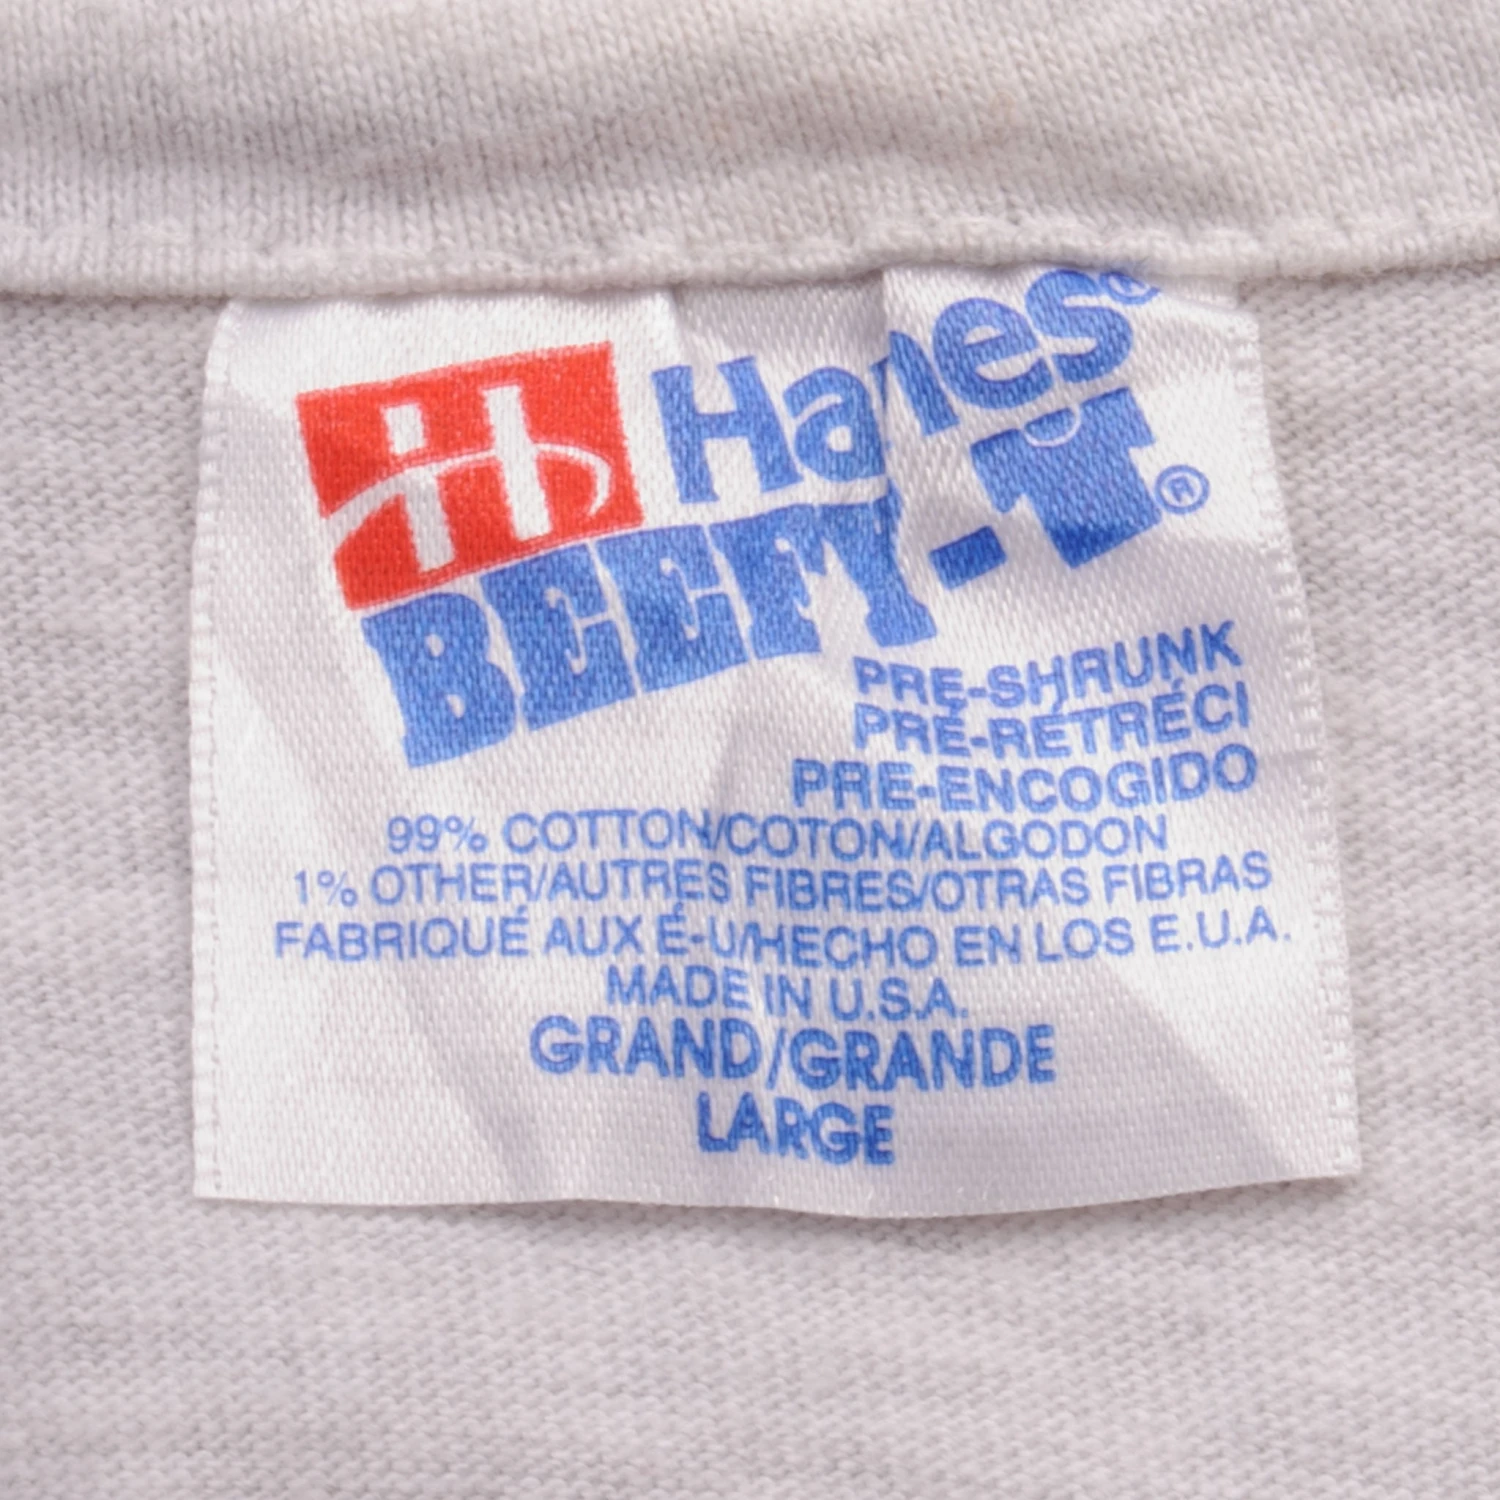 Hanes®
BEEFY-T®
PRE-SHRUNK
PRÉ-RÉTRÉCI
PRE-ENCOGIDO
99% COTTON/COTON/ALGODON
1% OTHER/AUTRES FIBRES/OTRAS FIBRAS
FABRIQUÉ AUX É-U/HECHO EN LOS E.U.A.
MADE IN U.S.A.
GRAND/GRANDE
LARGE